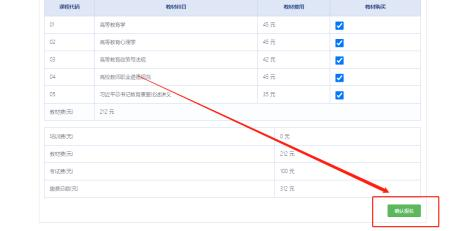 课程代码 教材科目 教材费用 教材购买
01 高等教育学 45 元
02 高等教育心理学 45 元
03 高等教育政策与法规 42 元
04 高校教师职业道德规范 45 元
05 习近平总书记教育重要论述讲义 35 元
教材费(元) 212 元
培训费(元) 0 元
教材费(元) 212 元
考试费(元) 100 元
缴费总额(元) 312 元
确认报名